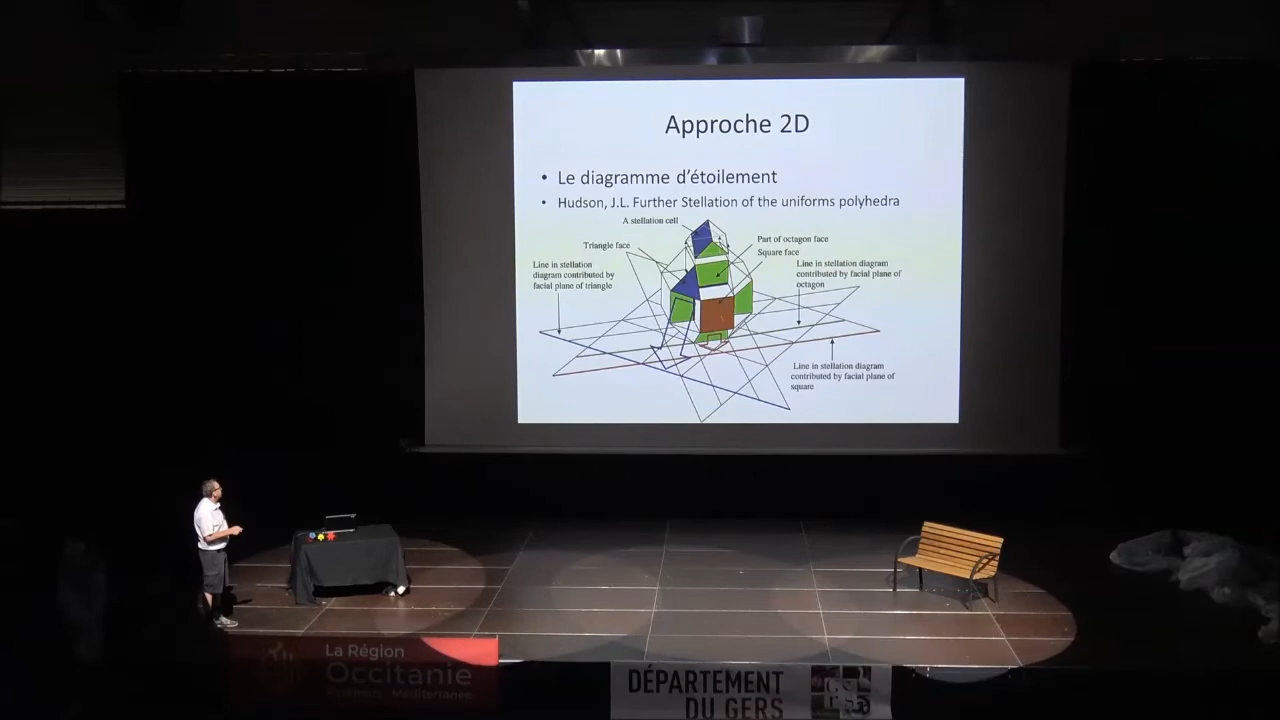 Approche 2D
• Le diagramme d'étoilement
• Hudson, J.L. Further Stellation of the uniforms polyhedra
A stellation cell
Triangle face
Part of octagon face
Square face
Line in stellation
diagram contributed by
facial plane of triangle
Line in stellation diagram
contributed by facial plane of
octagon
Line in stellation diagram
contributed by facial plane of
square
La Région
Occitanie
DÉPARTEMENT
DU GERS